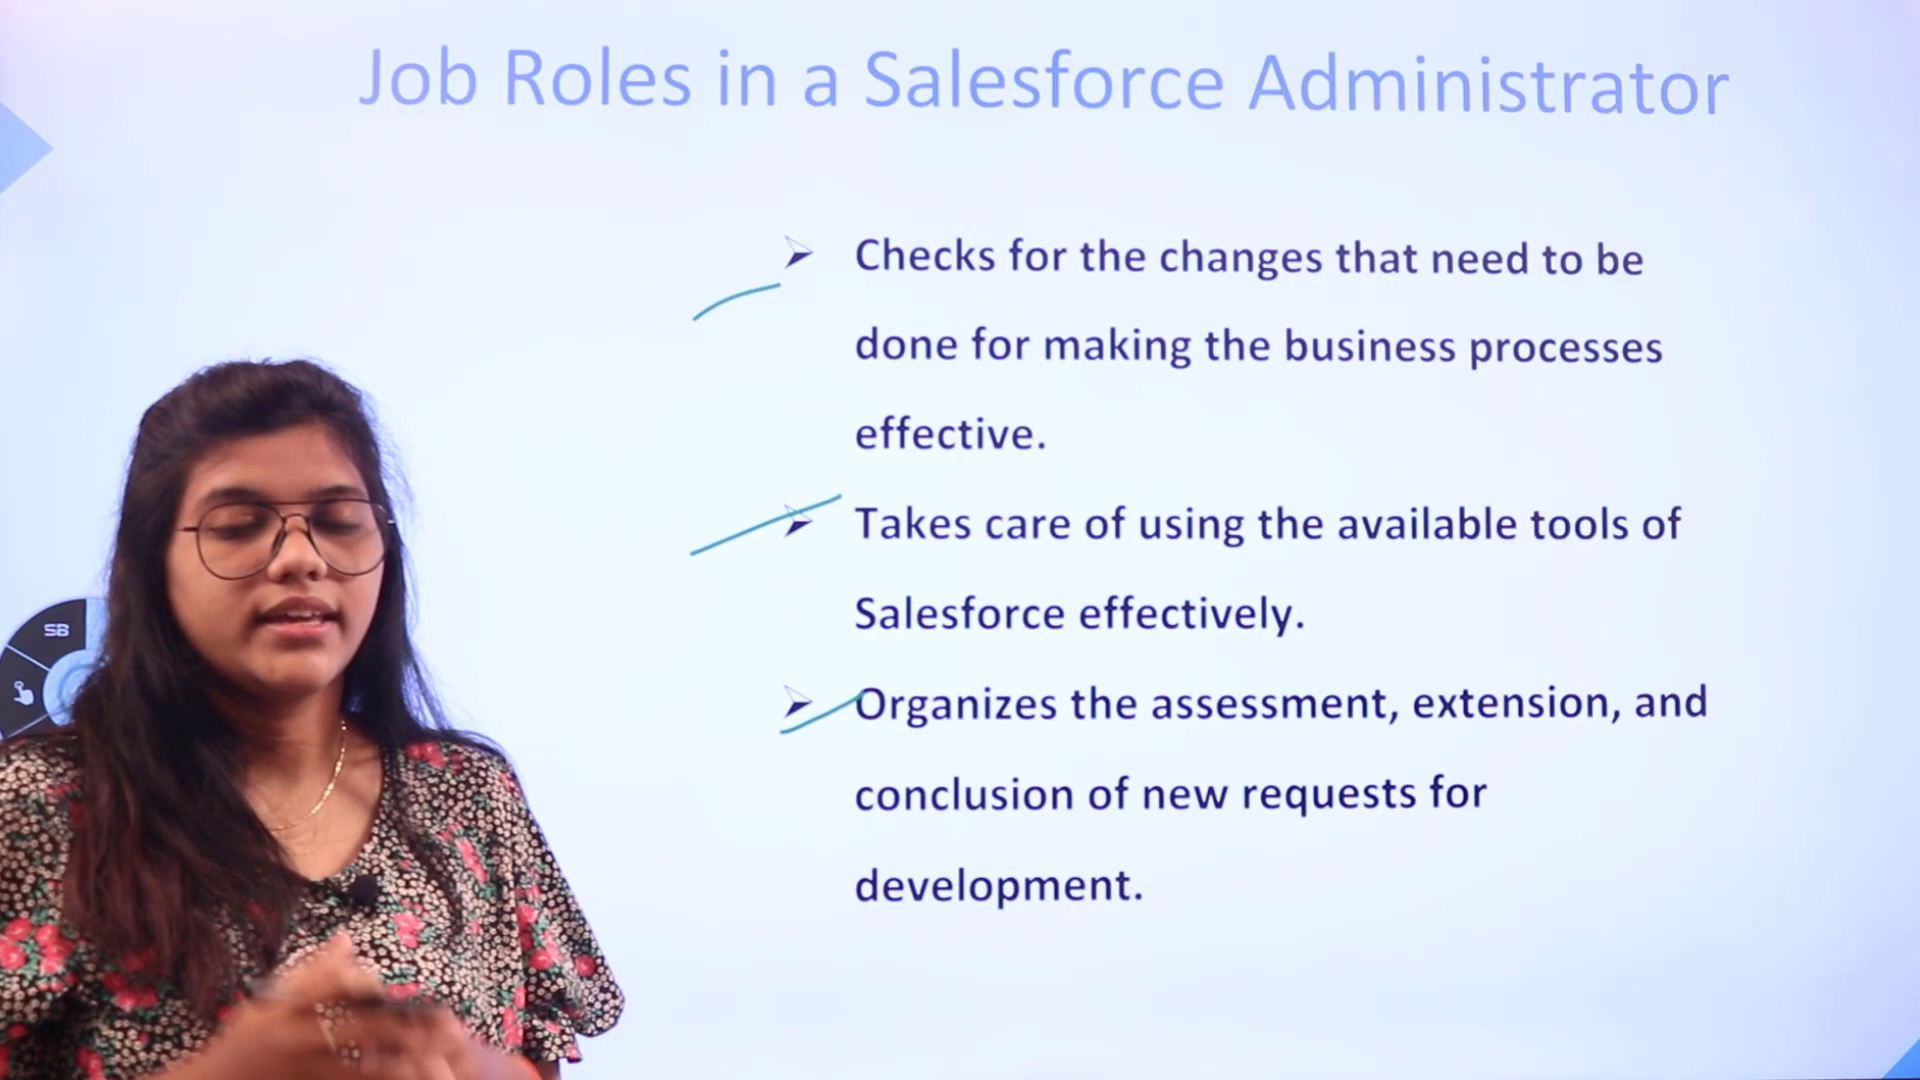 Job Roles in a Salesforce Administrator
Checks for the changes that need to be
done for making the business processes
effective.
Takes care of using the available tools of
Salesforce effectively.
Organizes the assessment, extension, and
conclusion of new requests for
development.
SB